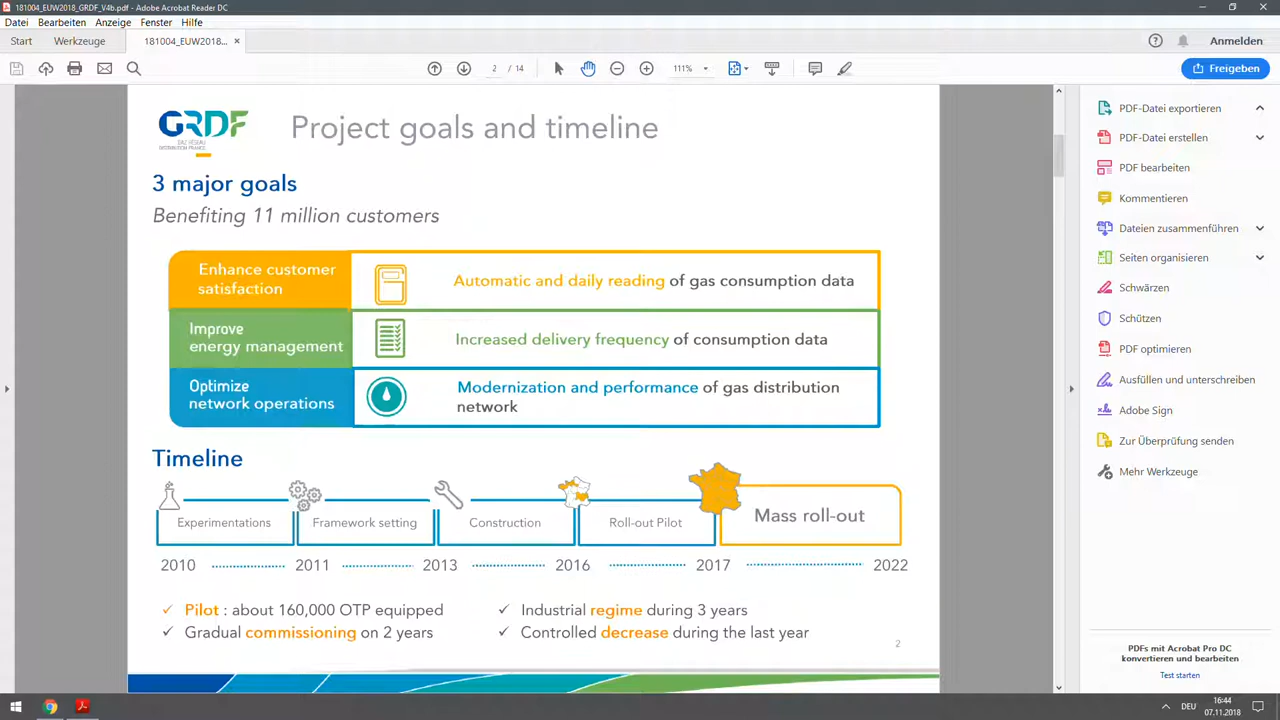 181004_EUW2018_GRDF_V4b.pdf - Adobe Acrobat Reader DC
Datei Bearbeiten Anzeige Fenster Hilfe
Start Werkzeuge 181004_EUW2018... × Anmelden
2 / 14 111% Freigeben
GRDF
GAZ RÉSEAU
DISTRIBUTION FRANCE
Project goals and timeline
3 major goals
Benefiting 11 million customers
Enhance customer
satisfaction
Automatic and daily reading of gas consumption data
Improve
energy management
Increased delivery frequency of consumption data
Optimize
network operations
Modernization and performance of gas distribution
network
Timeline
Experimentations Framework setting Construction Roll-out Pilot Mass roll-out
2010 2011 2013 2016 2017 2022
✓ Pilot : about 160,000 OTP equipped
✓ Gradual commissioning on 2 years
✓ Industrial regime during 3 years
✓ Controlled decrease during the last year
2
PDF-Datei exportieren
PDF-Datei erstellen
PDF bearbeiten
Kommentieren
Dateien zusammenführen
Seiten organisieren
Schwärzen
Schützen
PDF optimieren
Ausfüllen und unterschreiben
Adobe Sign
Zur Überprüfung senden
Mehr Werkzeuge
PDFs mit Acrobat Pro DC
konvertieren und bearbeiten
Test starten
DEU
16:44
07.11.2018